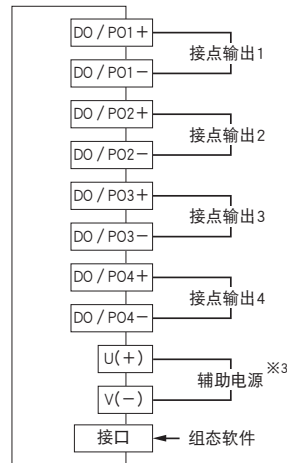 DO / PO1+
接点输出1
DO / PO1−
DO / PO2+
接点输出2
DO / PO2−
DO / PO3+
接点输出3
DO / PO3−
DO / PO4+
接点输出4
DO / PO4−
U(+)
辅助电源 ※3
V(−)
接口 组态软件